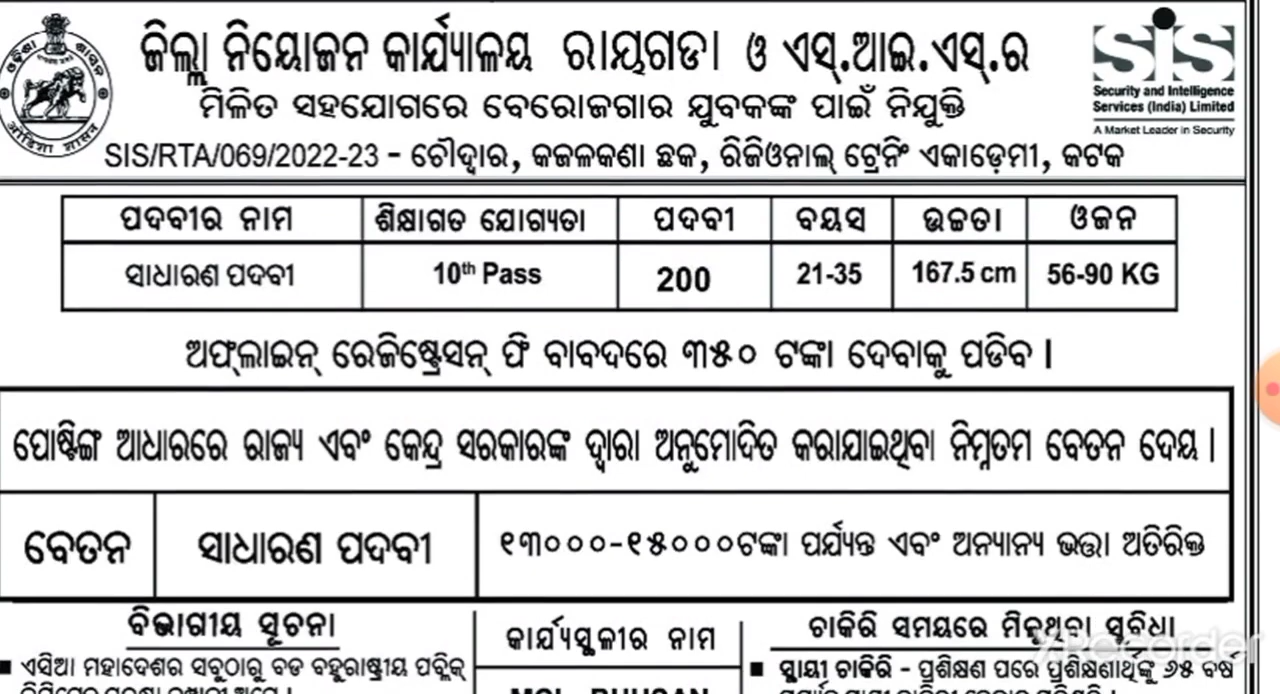 ଜିଲ୍ଲା ନିୟୋଜନ କାର୍ଯ୍ୟାଳୟ ରାୟଗଡା ଓ ଏସ୍.ଆଇ.ଏସ୍.ର
ମିଳିତ ସହଯୋଗରେ ବେରୋଜଗାର ଯୁବକଙ୍କ ପାଇଁ ନିଯୁକ୍ତି
SIS/RTA/069/2022-23 - ଚୌଦ୍ୱାର, କଜଳକଣା ଛକ, ରିଜିଓନାଲ୍ ଟ୍ରେନିଂ ଏକାଡ଼େମୀ, କଟକ
SIS
Security and Intelligence
Services (India) Limited
A Market Leader in Security
ପଦବୀର ନାମ ଶିକ୍ଷାଗତ ଯୋଗ୍ୟତା ପଦବୀ ବୟସ ଉଚ୍ଚତା ଓଜନ
ସାଧାରଣ ପଦବୀ 10th Pass 200 21-35 167.5 cm 56-90 KG
ଅଫ୍‌ଲାଇନ୍ ରେଜିଷ୍ଟ୍ରେସନ୍ ଫି ବାବଦରେ ୩୫୦ ଟଙ୍କା ଦେବାକୁ ପଡିବ ।
ପୋଷ୍ଟିଙ୍ଗ ଆଧାରରେ ରାଜ୍ୟ ଏବଂ କେନ୍ଦ୍ର ସରକାରଙ୍କ ଦ୍ୱାରା ଅନୁମୋଦିତ କରାଯାଇଥିବା ନିମ୍ନତମ ବେତନ ଦେୟ ।
ବେତନ ସାଧାରଣ ପଦବୀ ୧୩୦୦୦-୧୫୦୦୦ଟଙ୍କା ପର୍ଯ୍ୟନ୍ତ ଏବଂ ଅନ୍ୟାନ୍ୟ ଭତ୍ତା ଅତିରିକ୍ତ
ବିଭାଗୀୟ ସୂଚନା
■ ଏସିଆ ମହାଦେଶର ସବୁଠାରୁ ବଡ ବହୁରାଷ୍ଟ୍ରୀୟ ପବ୍ଲିକ୍
କାର୍ଯ୍ୟସ୍ଥଳୀର ନାମ
ଚାକିରି ସମୟରେ ମିଳୁଥିବା ସୁବିଧା
■ ସ୍ଥାୟୀ ଚାକିରି - ପ୍ରଶିକ୍ଷଣ ପରେ ପ୍ରଶିକ୍ଷଣାର୍ଥିଙ୍କୁ ୬୫ ବର୍ଷ
XRecorder